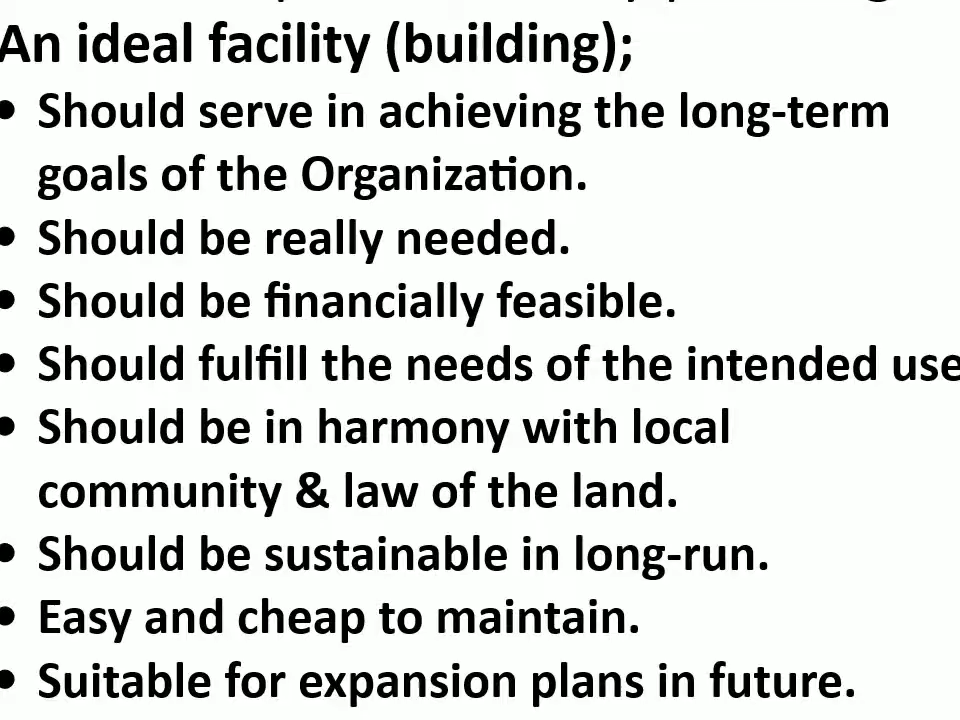 An ideal facility (building);
• Should serve in achieving the long-term
goals of the Organization.
• Should be really needed.
• Should be financially feasible.
• Should fulfill the needs of the intended use
• Should be in harmony with local
community & law of the land.
• Should be sustainable in long-run.
• Easy and cheap to maintain.
• Suitable for expansion plans in future.